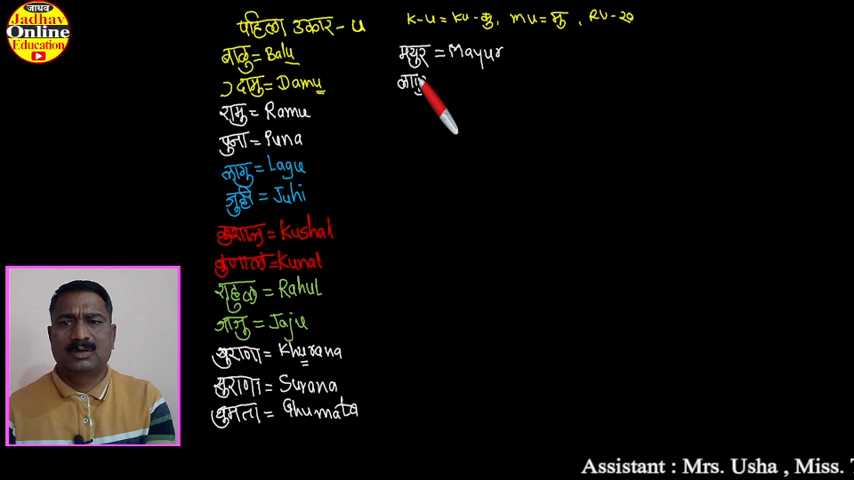 जाधव
Jadhav
Online
Education
पहिला उकार - u
K-U = KU - कु, MU = मु, RU - रु
बाळु = Balu
दामु = Damu
रामु = Ramu
पुना = Puna
लागु = Lagu
जुही = Juhi
कुशाल = Kushal
कुणाल = Kunal
राहुल = Rahul
जाजु = Jaju
खुराणा = Khurana
सुराणा = Surana
घुमता = Ghumata
मयुर = Mayur
Assistant : Mrs. Usha , Miss. T